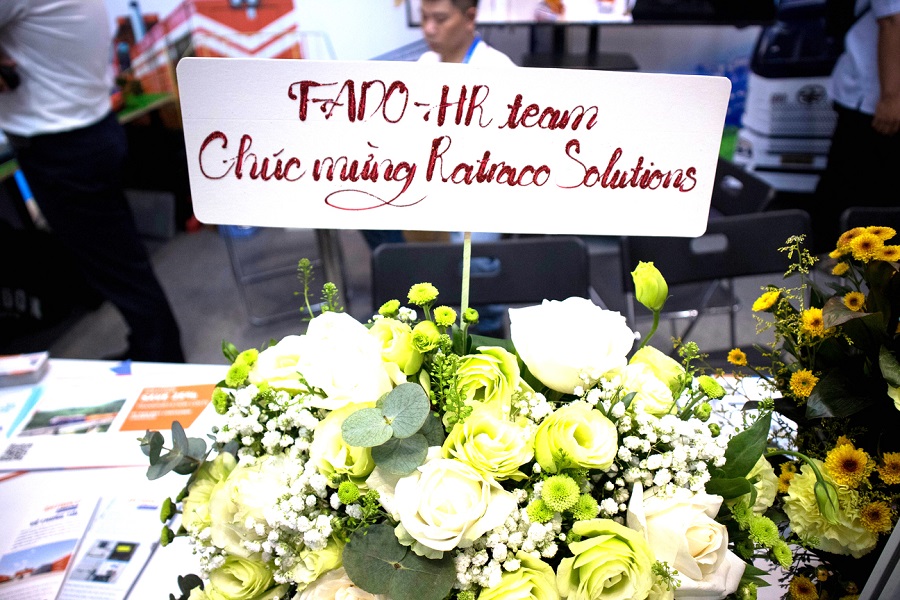 FADO-HR team
Chúc mừng Ratraco Solutions